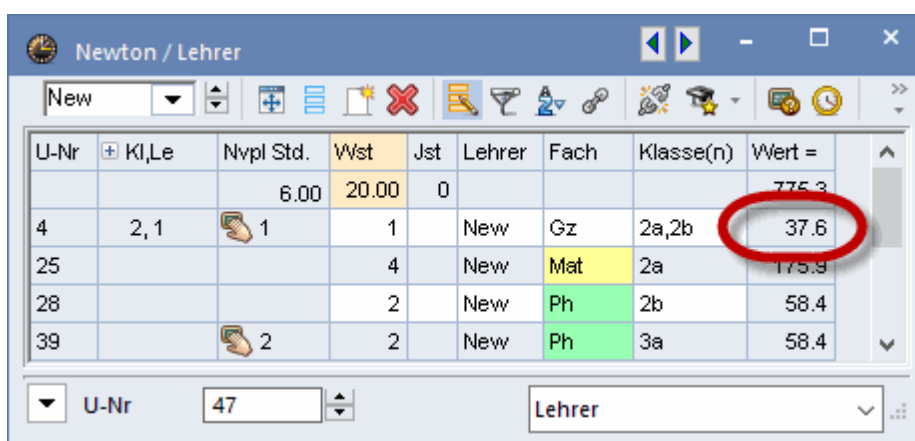 Newton / Lehrer
New
U-Nr Kl,Le Nvpl Std. Wst Jst Lehrer Fach Klasse(n) Wert =
6.00 20.00 0 775.3
4 2, 1 1 1 New Gz 2a,2b 37.6
25 4 New Mat 2a 175.9
28 2 New Ph 2b 58.4
39 2 2 New Ph 3a 58.4
U-Nr 47 Lehrer